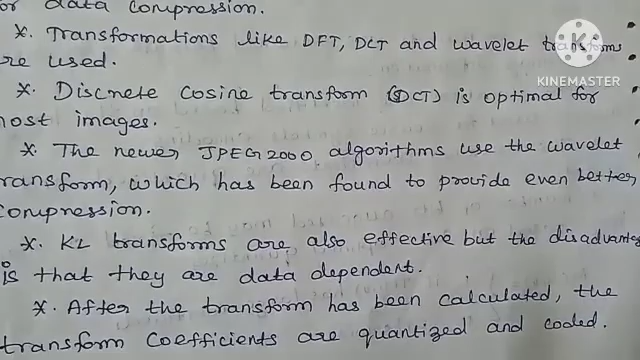 or data compression.
*. Transformations like DFT, DCT and wavelet transforms
re used.
*. Discrete Cosine transform (DCT) is optimal for
most images.
*. The newer JPEG 2000 algorithms use the wavelet
transform, which has been found to provide even better
compression.
*. KL transforms are also effective but the disadvantag
is that they are data dependent.
*. After the transform has been calculated, the
transform coefficients are quantized and coded.
KINEMASTER